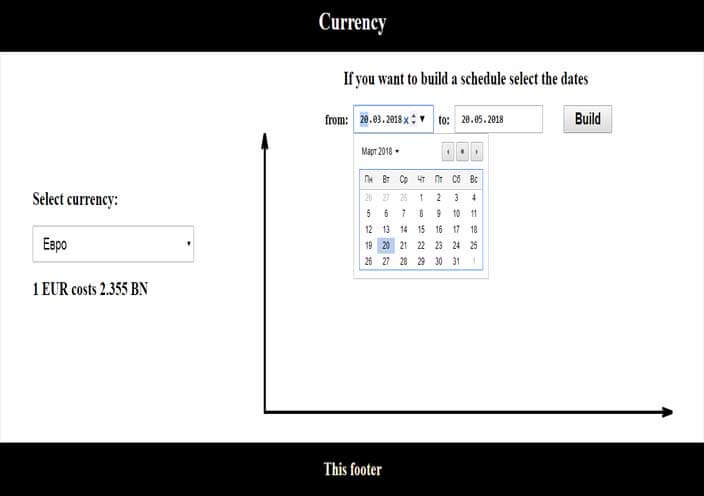 Currency
If you want to build a schedule select the dates
from: 20.03.2018 x to: 20.05.2018 Build
Март 2018
Пн Вт Ср Чт Пт Сб Вс
26 27 28 1 2 3 4
5 6 7 8 9 10 11
12 13 14 15 16 17 18
19 20 21 22 23 24 25
26 27 28 29 30 31 1
Select currency:
Евро
1 EUR costs 2.355 BN
This footer